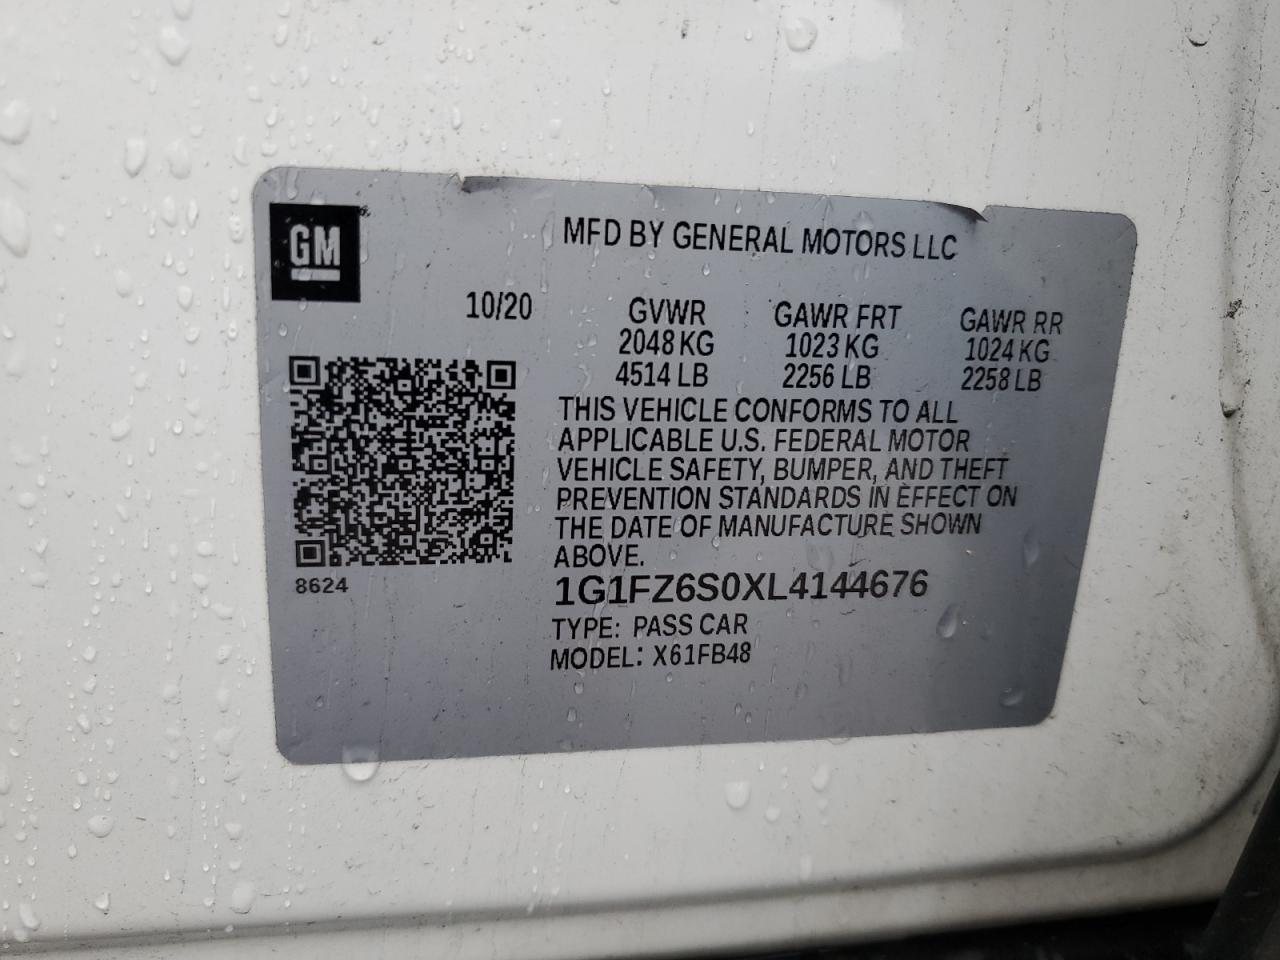 GM
MFD BY GENERAL MOTORS LLC
10/20 GVWR GAWR FRT GAWR RR
2048 KG 1023 KG 1024 KG
4514 LB 2256 LB 2258 LB
THIS VEHICLE CONFORMS TO ALL
APPLICABLE U.S. FEDERAL MOTOR
VEHICLE SAFETY, BUMPER, AND THEFT
PREVENTION STANDARDS IN EFFECT ON
THE DATE OF MANUFACTURE SHOWN
ABOVE.
8624
1G1FZ6S0XL4144676
TYPE: PASS CAR
MODEL: X61FB48